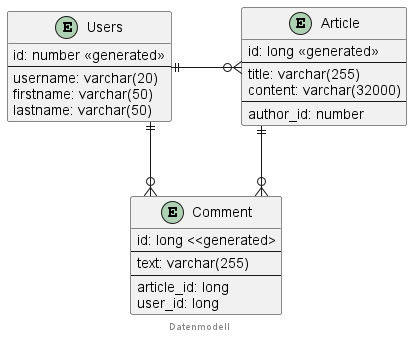 E Users
id: number «generated»
username: varchar(20)
firstname: varchar(50)
lastname: varchar(50)
E Article
id: long «generated»
title: varchar(255)
content: varchar(32000)
author_id: number
E Comment
id: long <<generated>
text: varchar(255)
article_id: long
user_id: long
Datenmodell